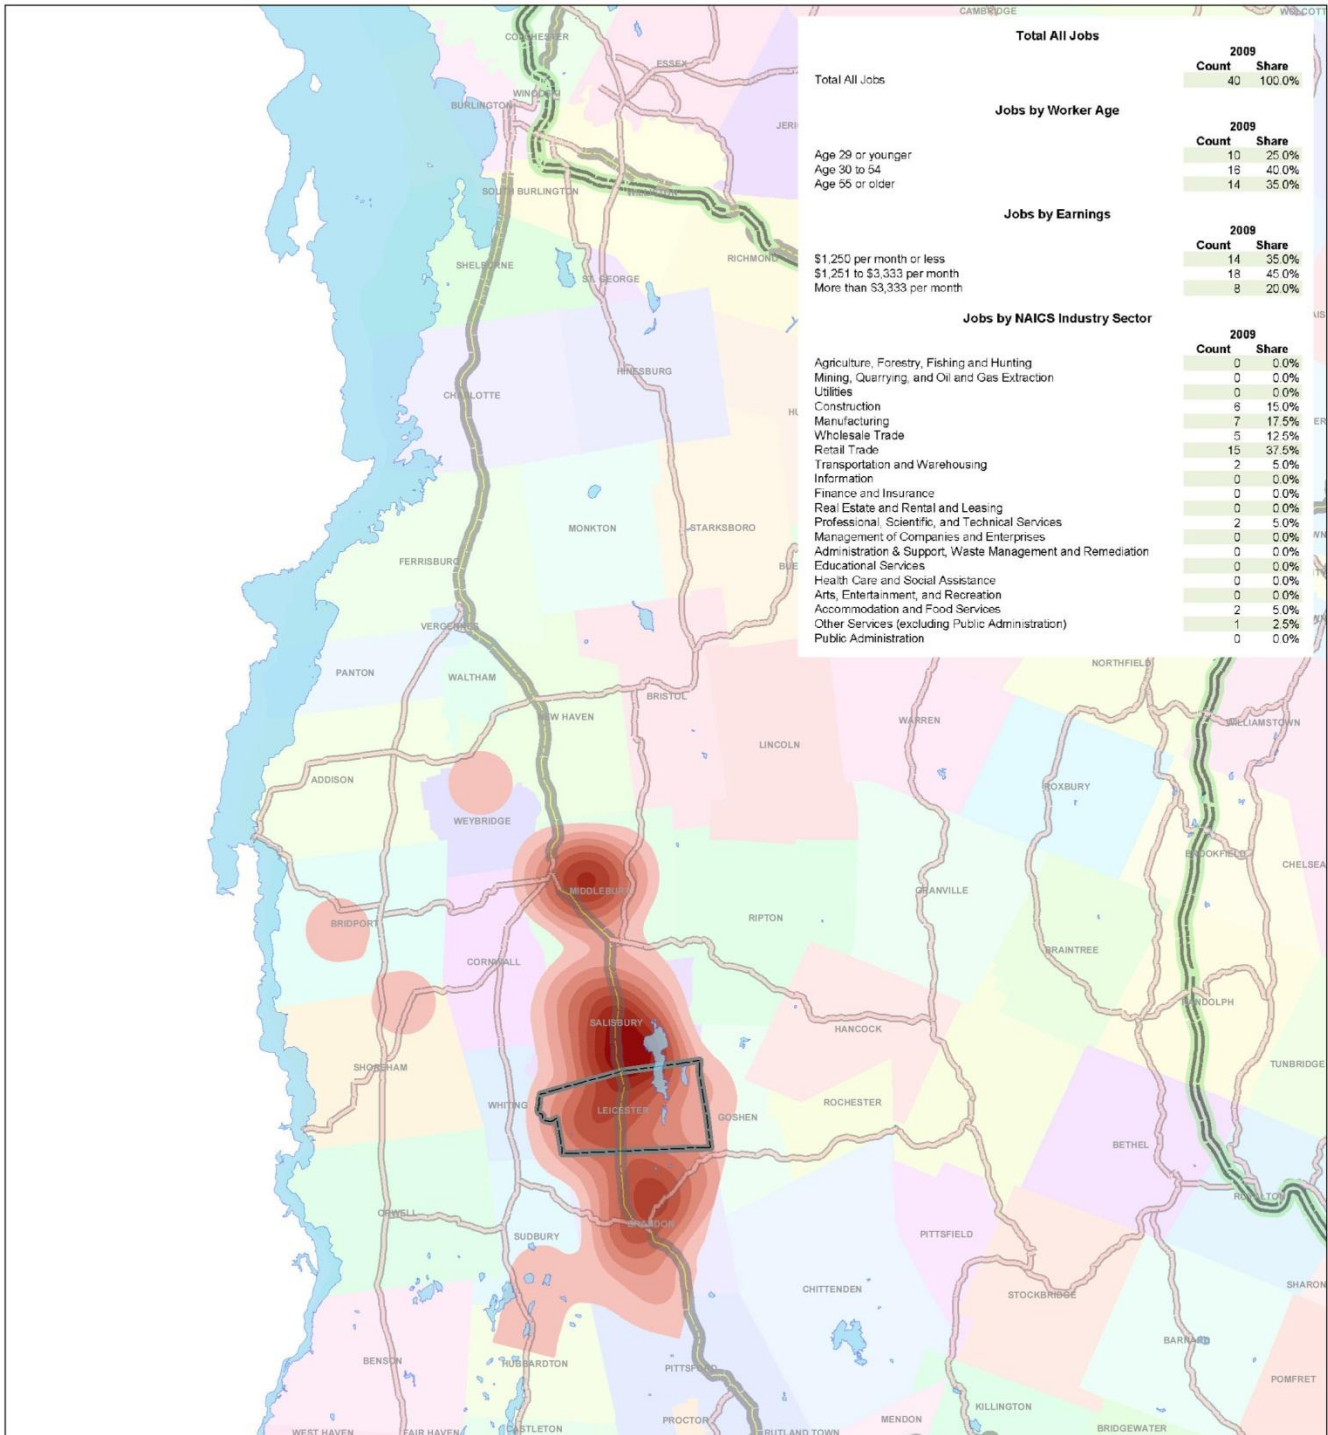 CAMBRIDGE
WOLCOTT
COLCHESTER
ESSEX
WINOOSKI
BURLINGTON
SOUTH BURLINGTON
WILLISTON
SHELBURNE
RICHMOND
ST. GEORGE
HINESBURG
CHARLOTTE
MONKTON
STARKSBORO
FERRISBURG
VERGENNES
PANTON
WALTHAM
BRISTOL
NEW HAVEN
LINCOLN
WARREN
NORTHFIELD
WILLIAMSTOWN
ROXBURY
ADDISON
WEYBRIDGE
BROOKFIELD
CHELSEA
MIDDLEBURY
GRANVILLE
RIPTON
BRIDPORT
BRAINTREE
CORNWALL
RANDOLPH
SALISBURY
HANCOCK
SHOREHAM
TUNBRIDGE
WHITING
LEICESTER
GOSHEN
ROCHESTER
BETHEL
ROYALTON
ORWELL
BRANDON
SUDBURY
PITTSFIELD
CHITTENDEN
STOCKBRIDGE
SHARON
BARNARD
BENSON
HUBBARDTON
PITTSFORD
POMFRET
KILLINGTON
PROCTOR
MENDON
BRIDGEWATER
WEST HAVEN
FAIR HAVEN
CASTLETON
RUTLAND TOWN
Total All Jobs
2009
Count Share
Total All Jobs 40 100.0%
Jobs by Worker Age
2009
Count Share
Age 29 or younger 10 25.0%
Age 30 to 54 16 40.0%
Age 55 or older 14 35.0%
Jobs by Earnings
2009
Count Share
$1,250 per month or less 14 35.0%
$1,251 to $3,333 per month 18 45.0%
More than $3,333 per month 8 20.0%
Jobs by NAICS Industry Sector
2009
Count Share
Agriculture, Forestry, Fishing and Hunting 0 0.0%
Mining, Quarrying, and Oil and Gas Extraction 0 0.0%
Utilities 0 0.0%
Construction 6 15.0%
Manufacturing 7 17.5%
Wholesale Trade 5 12.5%
Retail Trade 15 37.5%
Transportation and Warehousing 2 5.0%
Information 0 0.0%
Finance and Insurance 0 0.0%
Real Estate and Rental and Leasing 0 0.0%
Professional, Scientific, and Technical Services 2 5.0%
Management of Companies and Enterprises 0 0.0%
Administration & Support, Waste Management and Remediation 0 0.0%
Educational Services 0 0.0%
Health Care and Social Assistance 0 0.0%
Arts, Entertainment, and Recreation 0 0.0%
Accommodation and Food Services 2 5.0%
Other Services (excluding Public Administration) 1 2.5%
Public Administration 0 0.0%